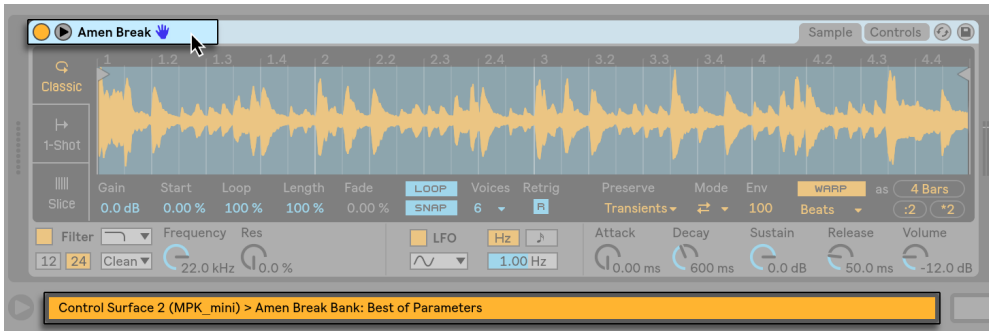 Amen Break
Sample Controls
1 1.2 1.3 1.4 2 2.2 2.3 2.4 3 3.2 3.3 3.4 4 4.2 4.3 4.4
Classic
1-Shot
Slice
Gain Start Loop Length Fade LOOP Voices Retrig Preserve Mode Env WARP as 4 Bars
0.0 dB 0.00 % 100 % 100 % 0.00 % SNAP 6 R Transients 100 Beats :2 *2
Filter Frequency Res LFO Hz Attack Decay Sustain Release Volume
12 24 Clean 22.0 kHz 0.0 % 1.00 Hz 0.00 ms 600 ms 0.0 dB 50.0 ms -12.0 dB
Control Surface 2 (MPK_mini) > Amen Break Bank: Best of Parameters